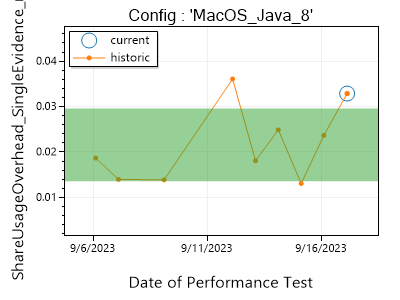 Config : 'MacOS_Java_8'
current
historic
ShareUsageOverhead_SingleEvidence_
0.04
0.03
0.02
0.01
9/6/2023
9/11/2023
9/16/2023
Date of Performance Test